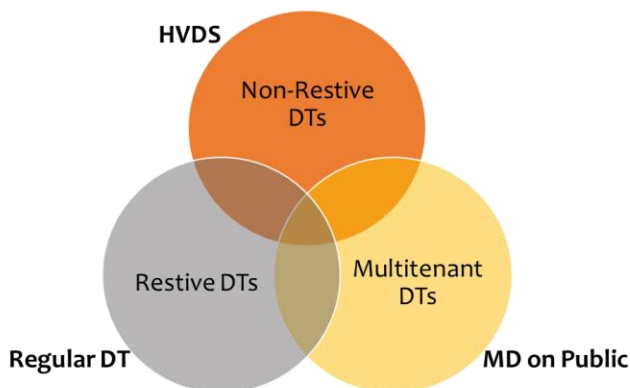 HVDS
Non-Restive
DTs
Restive DTs
Multitenant
DTs
Regular DT
MD on Public